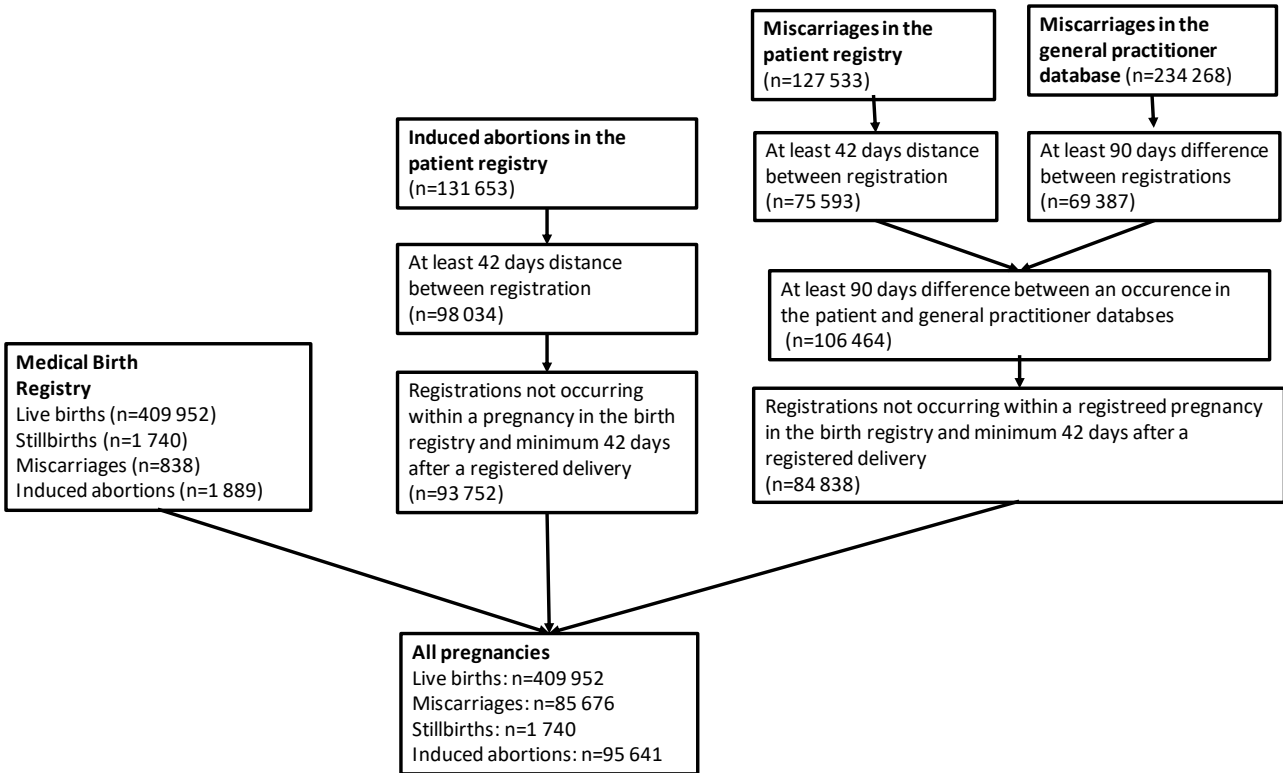 Miscarriages in the
patient registry
(n=127 533)
Miscarriages in the
general practitioner
database (n=234 268)
Induced abortions in the
patient registry
(n=131 653)
At least 42 days distance
between registration
(n=75 593)
At least 90 days difference
between registrations
(n=69 387)
At least 42 days distance
between registration
(n=98 034)
At least 90 days difference between an occurence in
the patient and general practitioner databses
(n=106 464)
Medical Birth
Registry
Live births (n=409 952)
Stillbirths (n=1 740)
Miscarriages (n=838)
Induced abortions (n=1 889)
Registrations not occurring
within a pregnancy in the birth
registry and minimum 42 days
after a registered delivery
(n=93 752)
Registrations not occurring within a registreed pregnancy
in the birth registry and minimum 42 days after a
registered delivery
(n=84 838)
All pregnancies
Live births: n=409 952
Miscarriages: n=85 676
Stillbirths: n=1 740
Induced abortions: n=95 641